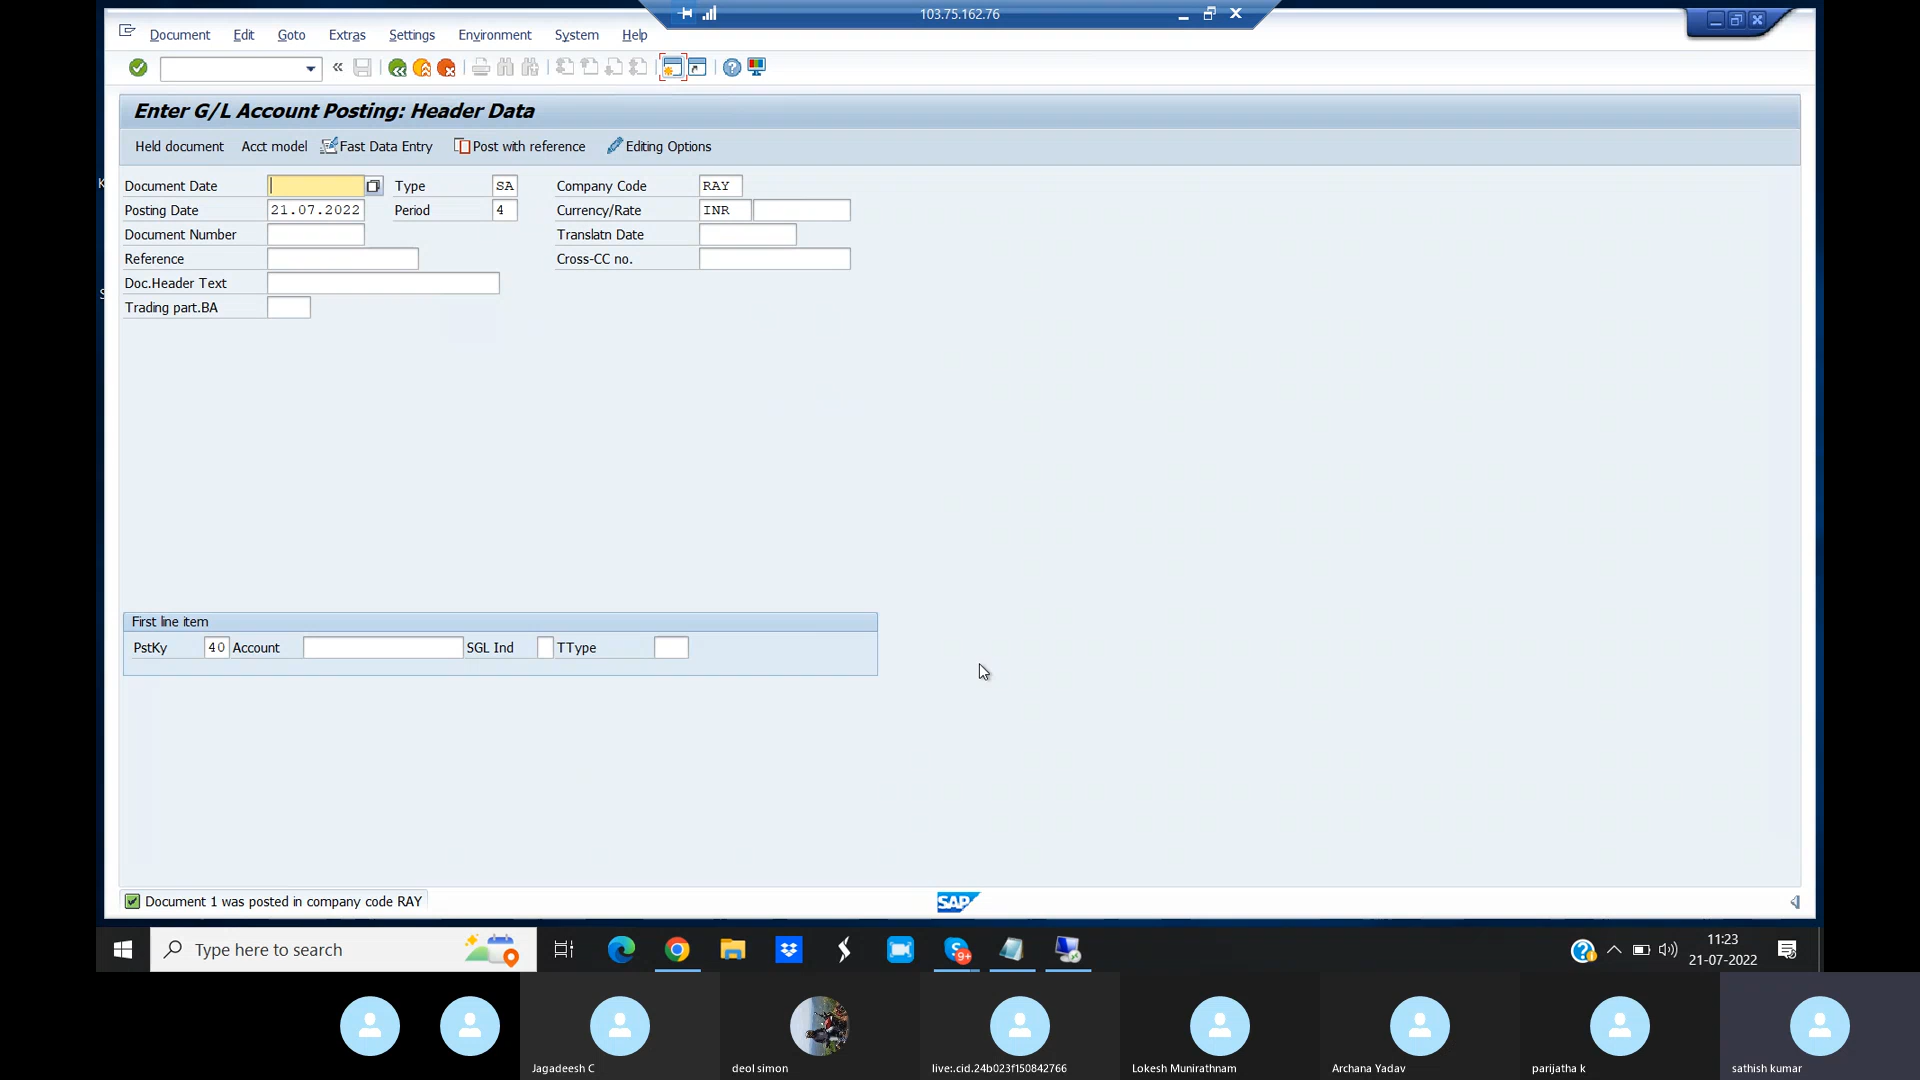 103.75.162.76
Document Edit Goto Extras Settings Environment System Help
Enter G/L Account Posting: Header Data
Held document Acct model Fast Data Entry Post with reference Editing Options
Document Date Type SA Company Code RAY
Posting Date 21.07.2022 Period 4 Currency/Rate INR
Document Number Translatn Date
Reference Cross-CC no.
Doc.Header Text
Trading part.BA
First line item
PstKy 40 Account SGL Ind TType
Document 1 was posted in company code RAY
SAP
Type here to search
9+
11:23
21-07-2022
Jagadeesh C deol simon live:.cid.24b023f150842766 Lokesh Munirathnam Archana Yadav parijatha k sathish kumar